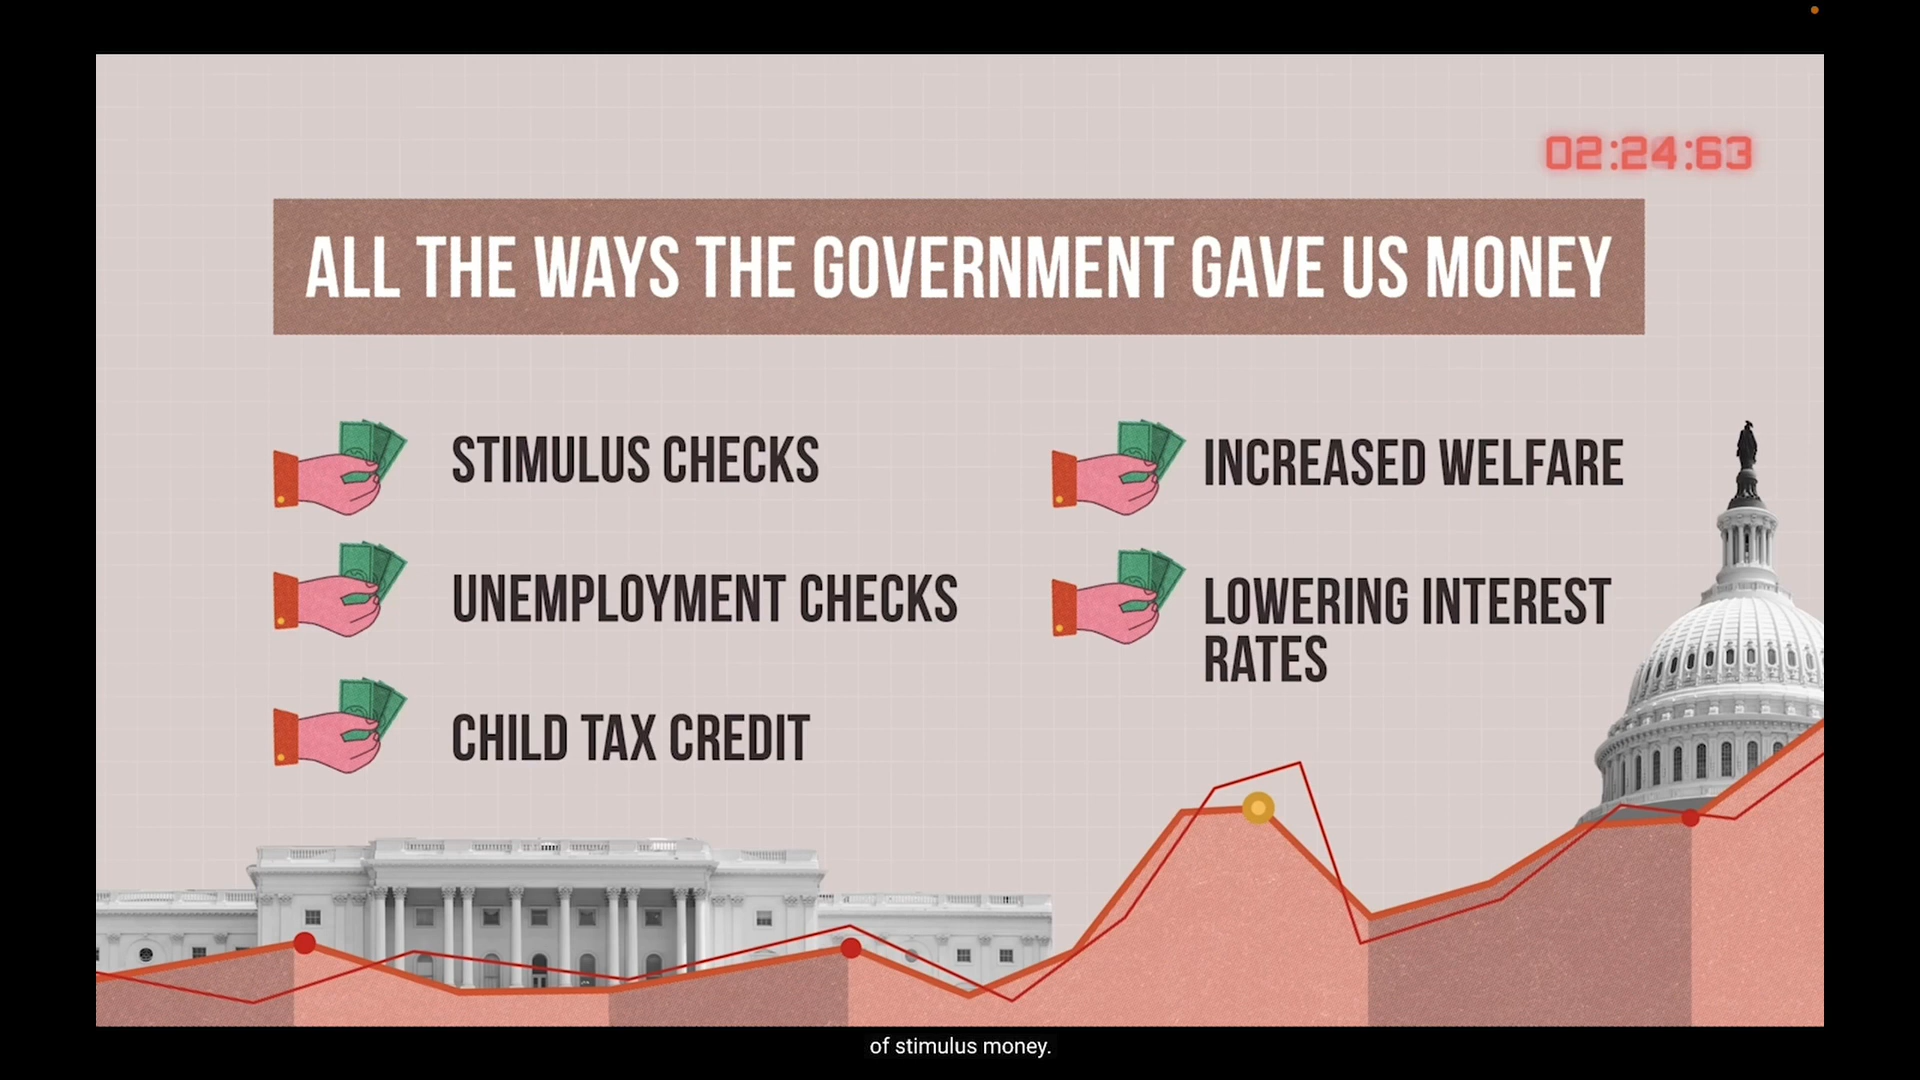 02:24:63
ALL THE WAYS THE GOVERNMENT GAVE US MONEY
STIMULUS CHECKS
UNEMPLOYMENT CHECKS
CHILD TAX CREDIT
INCREASED WELFARE
LOWERING INTEREST
RATES
of stimulus money.